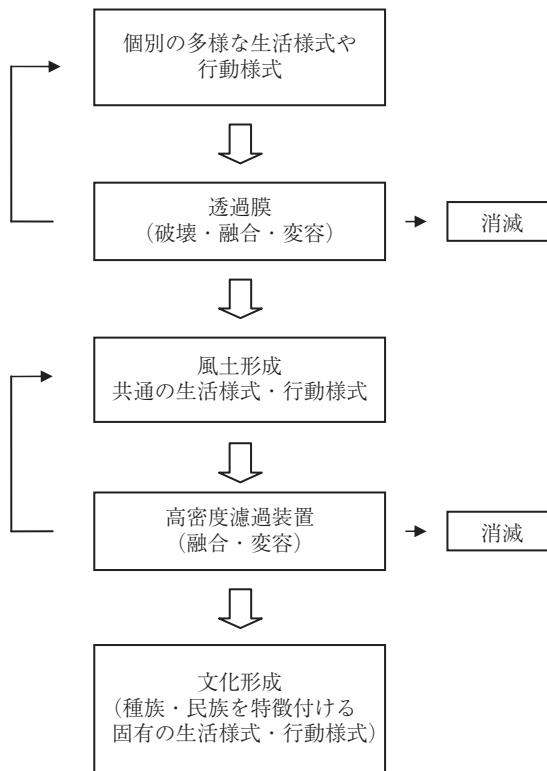 個別の多様な生活様式や
行動様式
透過膜
（破壊・融合・変容）
消滅
風土形成
共通の生活様式・行動様式
高密度濾過装置
（融合・変容）
消滅
文化形成
（種族・民族を特徴付ける
固有の生活様式・行動様式）